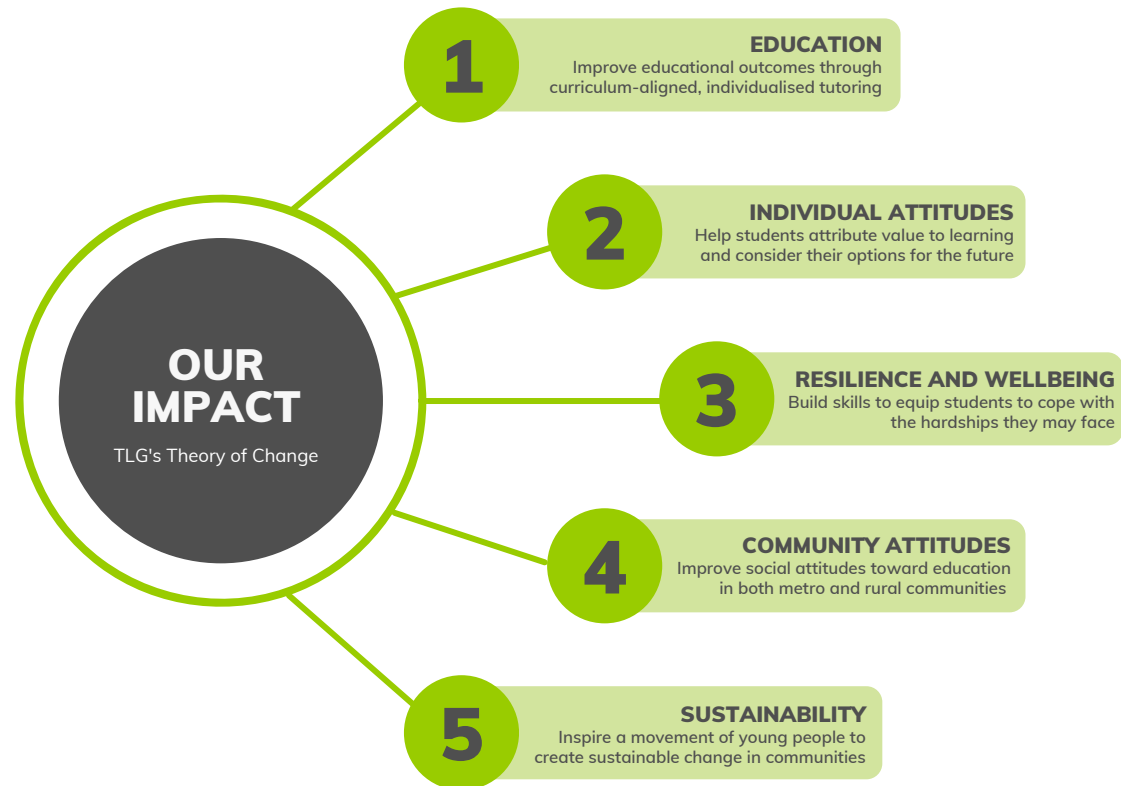 OUR
IMPACT
TLG's Theory of Change
1
EDUCATION
Improve educational outcomes through
curriculum-aligned, individualised tutoring
2
INDIVIDUAL ATTITUDES
Help students attribute value to learning
and consider their options for the future
3
RESILIENCE AND WELLBEING
Build skills to equip students to cope with
the hardships they may face
4
COMMUNITY ATTITUDES
Improve social attitudes toward education
in both metro and rural communities
5
SUSTAINABILITY
Inspire a movement of young people to
create sustainable change in communities